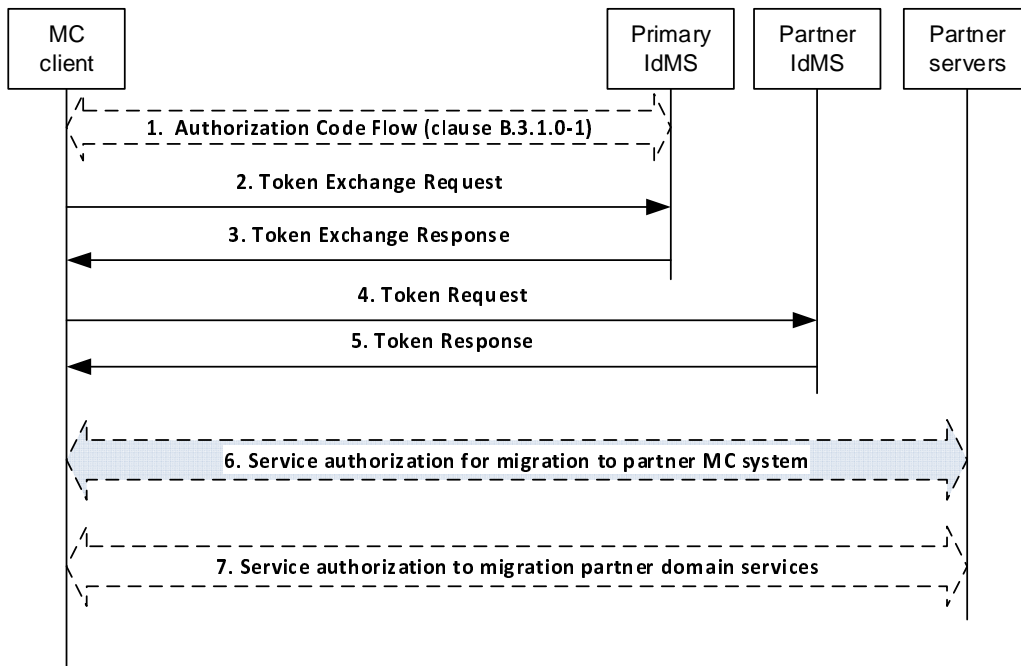 MC
client
Primary
IdMS
Partner
IdMS
Partner
servers
1. Authorization Code Flow (clause B.3.1.0-1)
2. Token Exchange Request
3. Token Exchange Response
4. Token Request
5. Token Response
6. Service authorization for migration to partner MC system
7. Service authorization to migration partner domain services